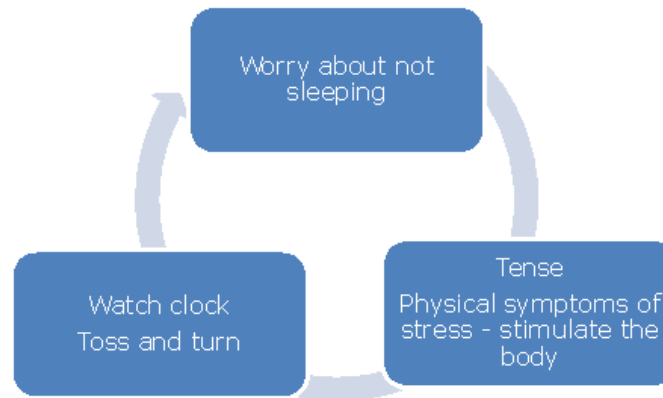 Worry about not
sleeping
Tense
Physical symptoms of
stress - stimulate the
body
Watch clock
Toss and turn